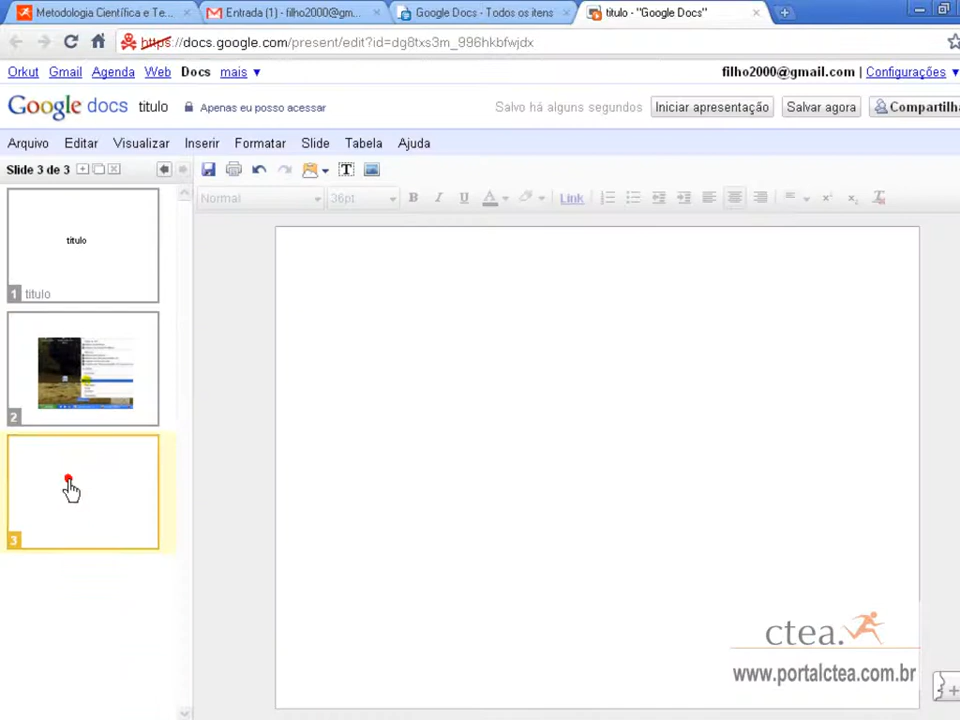 Metodologia Científica e Te...
Entrada (1) - filho2000@gm...
Google Docs - Todos os itens
titulo - "Google Docs"
https://docs.google.com/present/edit?id=dg8txs3m_996hkbfwjdx
Orkut Gmail Agenda Web Docs mais ▼
filho2000@gmail.com | Configurações ▼
Google docs titulo Apenas eu posso acessar
Salvo há alguns segundos Iniciar apresentação Salvar agora Compartilh
Arquivo Editar Visualizar Inserir Formatar Slide Tabela Ajuda
Slide 3 de 3
Normal 36pt B I U A Link
titulo
1 titulo
2
3
ctea.
www.portalctea.com.br